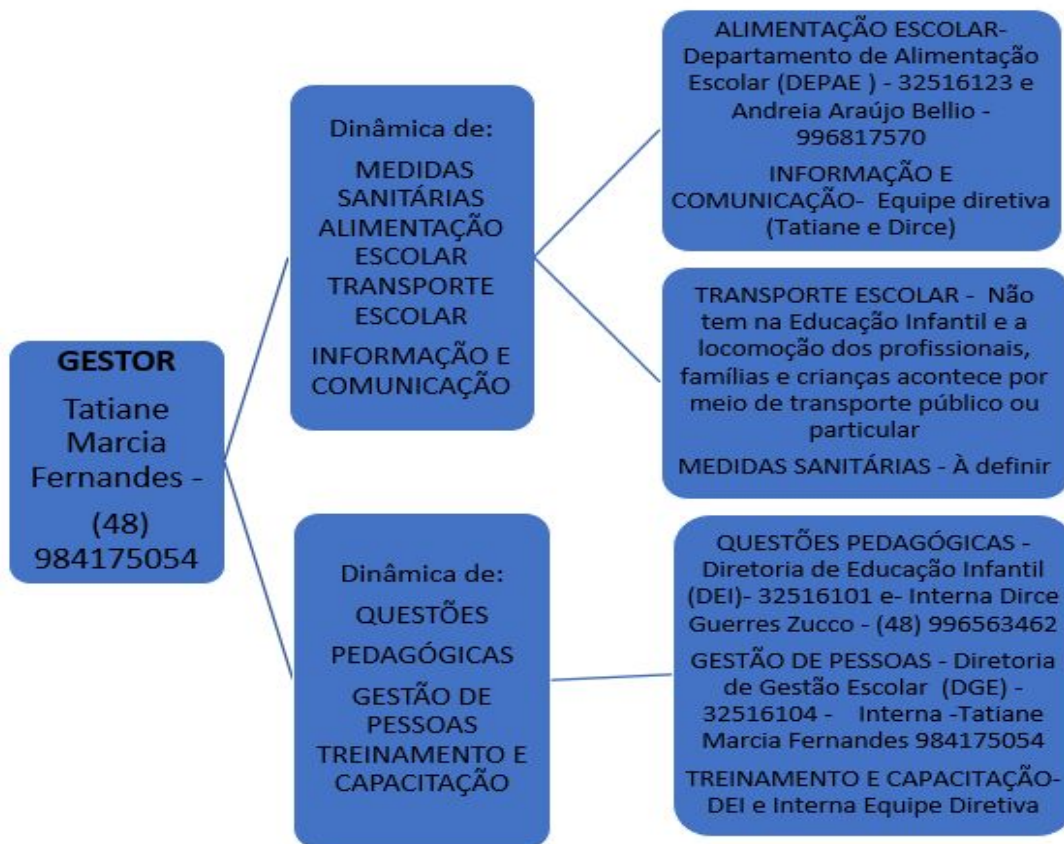 GESTOR
Tatiane
Marcia
Fernandes -
(48)
984175054
Dinâmica de:
MEDIDAS
SANITÁRIAS
ALIMENTAÇÃO
ESCOLAR
TRANSPORTE
ESCOLAR
INFORMAÇÃO E
COMUNICAÇÃO
Dinâmica de:
QUESTÕES
PEDAGÓGICAS
GESTÃO DE
PESSOAS
TREINAMENTO E
CAPACITAÇÃO
ALIMENTAÇÃO ESCOLAR-
Departamento de Alimentação
Escolar (DEPAE ) - 32516123 e
Andreia Araújo Bellio -
996817570
INFORMAÇÃO E
COMUNICAÇÃO-  Equipe diretiva
(Tatiane e Dirce)
TRANSPORTE ESCOLAR -  Não
tem na Educação Infantil e a
locomoção dos profissionais,
famílias e crianças acontece por
meio de transporte público ou
particular
MEDIDAS SANITÁRIAS - À definir
QUESTÕES PEDAGÓGICAS -
Diretoria de Educação Infantil
(DEI)- 32516101 e- Interna Dirce
Guerres Zucco - (48) 996563462
GESTÃO DE PESSOAS - Diretoria
de Gestão Escolar  (DGE) -
32516104 -    Interna -Tatiane
Marcia Fernandes 984175054
TREINAMENTO E CAPACITAÇÃO-
DEI e Interna Equipe Diretiva